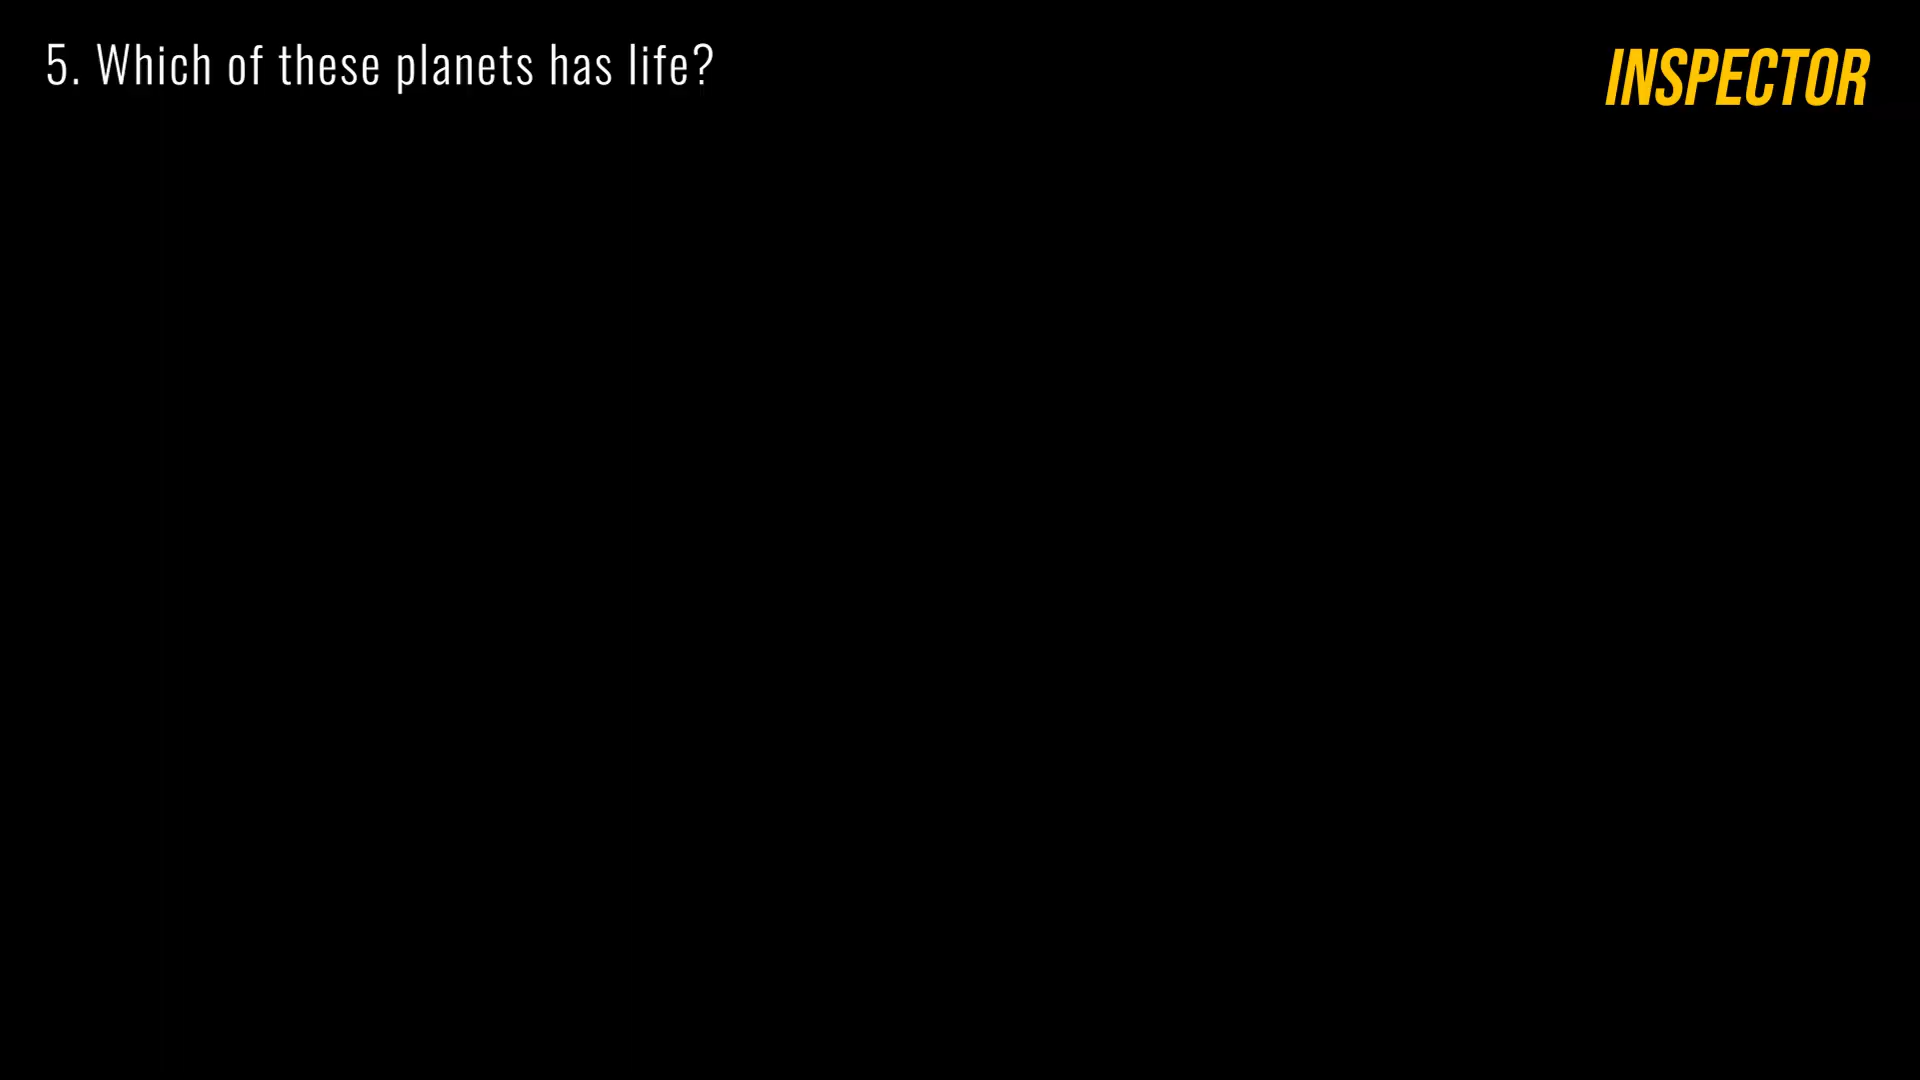 5. Which of these planets has life?
INSPECTOR